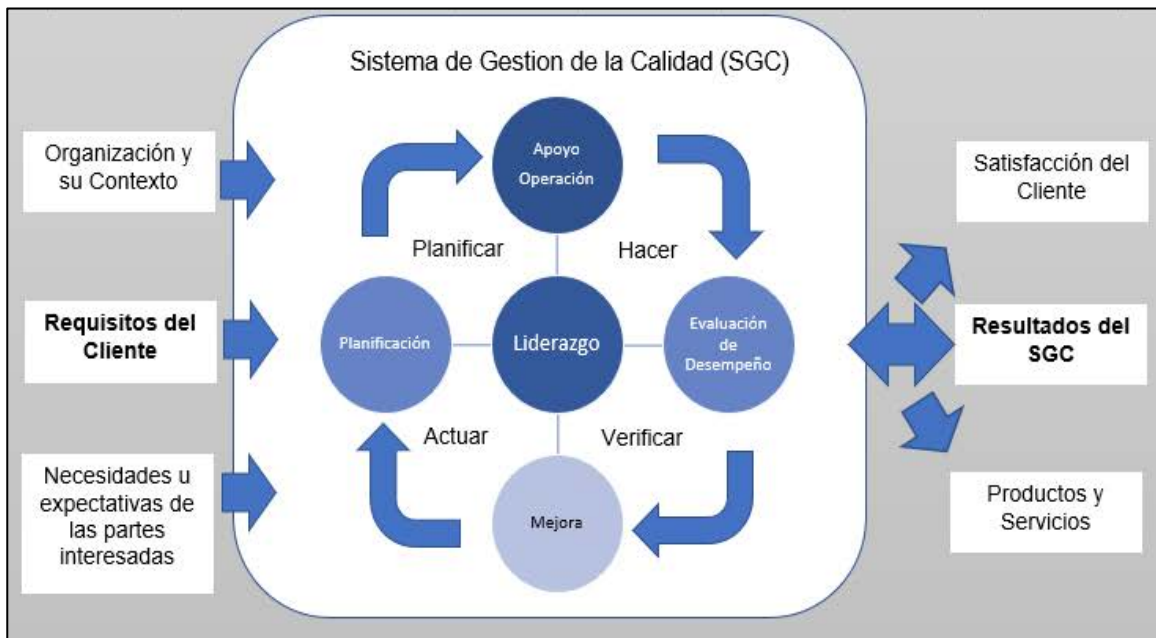 Sistema de Gestion de la Calidad (SGC)
Organización y
su Contexto
Requisitos del
Cliente
Necesidades u
expectativas de
las partes
interesadas
Apoyo
Operación
Planificar
Hacer
Planificación
Liderazgo
Evaluación
de
Desempeño
Actuar
Verificar
Mejora
Satisfacción del
Cliente
Resultados del
SGC
Productos y
Servicios